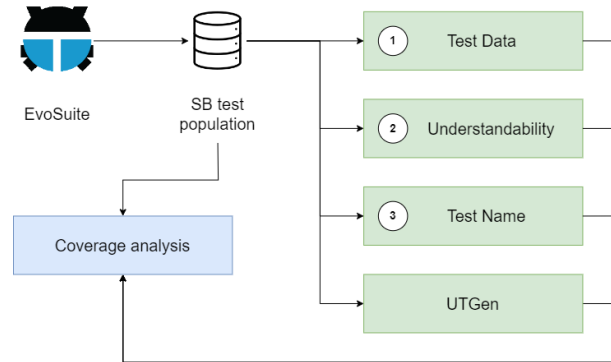 EvoSuite
SB test
population
1 Test Data
2 Understandability
3 Test Name
UTGen
Coverage analysis